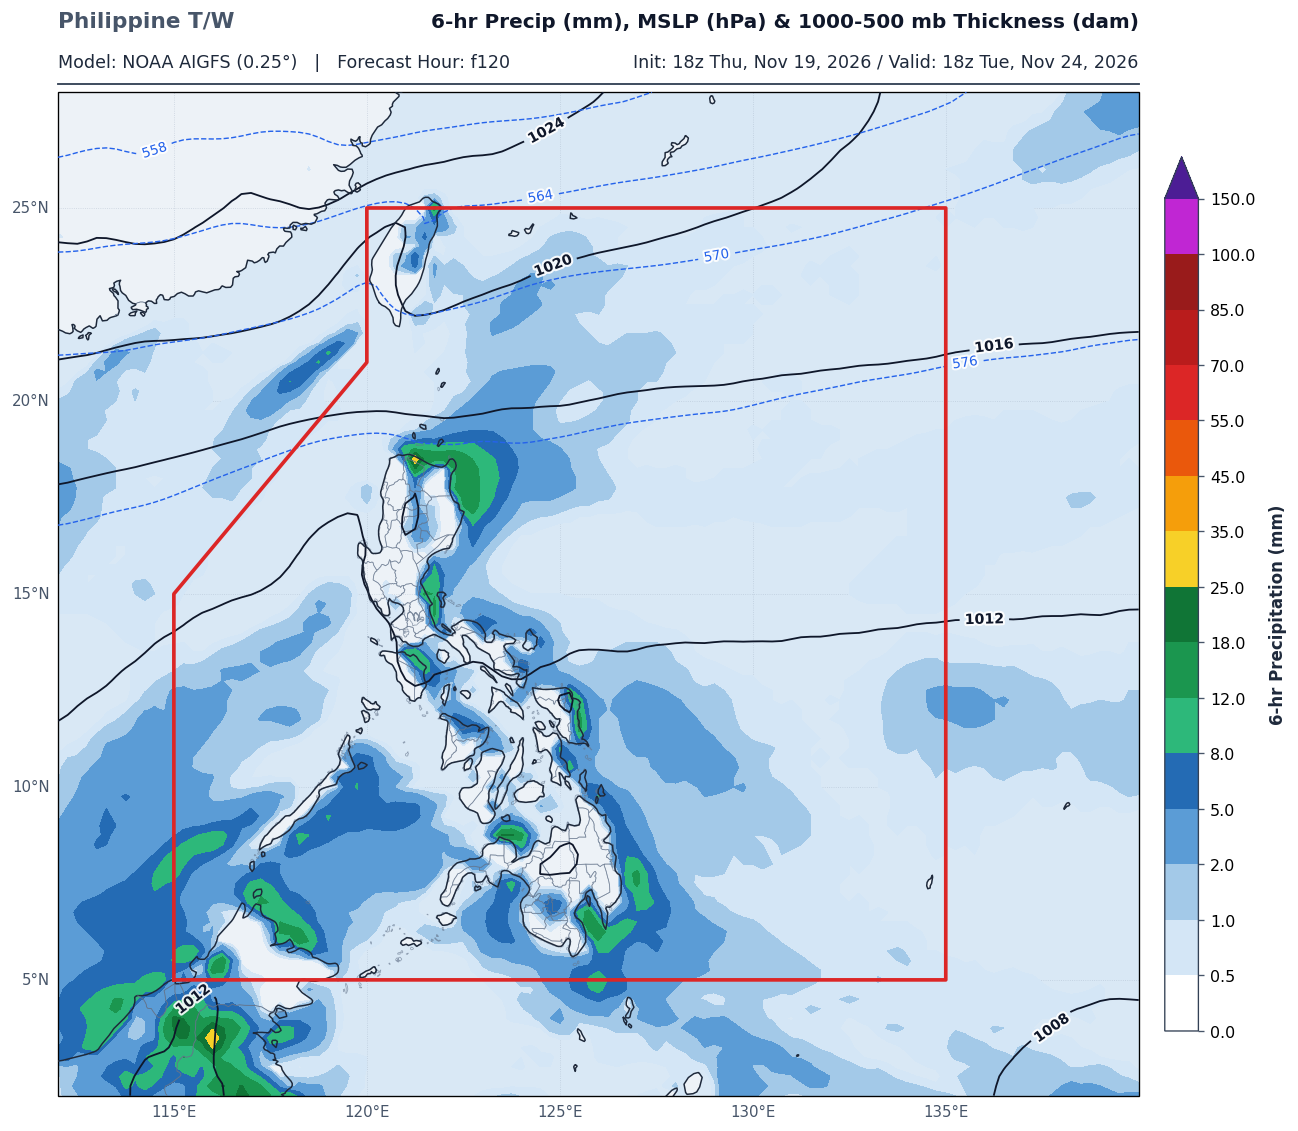 Philippine T/W
6-hr Precip (mm), MSLP (hPa) & 1000-500 mb Thickness (dam)
Model: NOAA AIGFS (0.25°) | Forecast Hour: f120
Init: 18z Thu, Nov 19, 2026 / Valid: 18z Tue, Nov 24, 2026
558
1024
564
570
1020
1016
576
1012
1012
1008
25°N
20°N
15°N
10°N
5°N
115°E
120°E
125°E
130°E
135°E
150.0
100.0
85.0
70.0
55.0
45.0
35.0
25.0
18.0
12.0
8.0
5.0
2.0
1.0
0.5
0.0
6-hr Precipitation (mm)